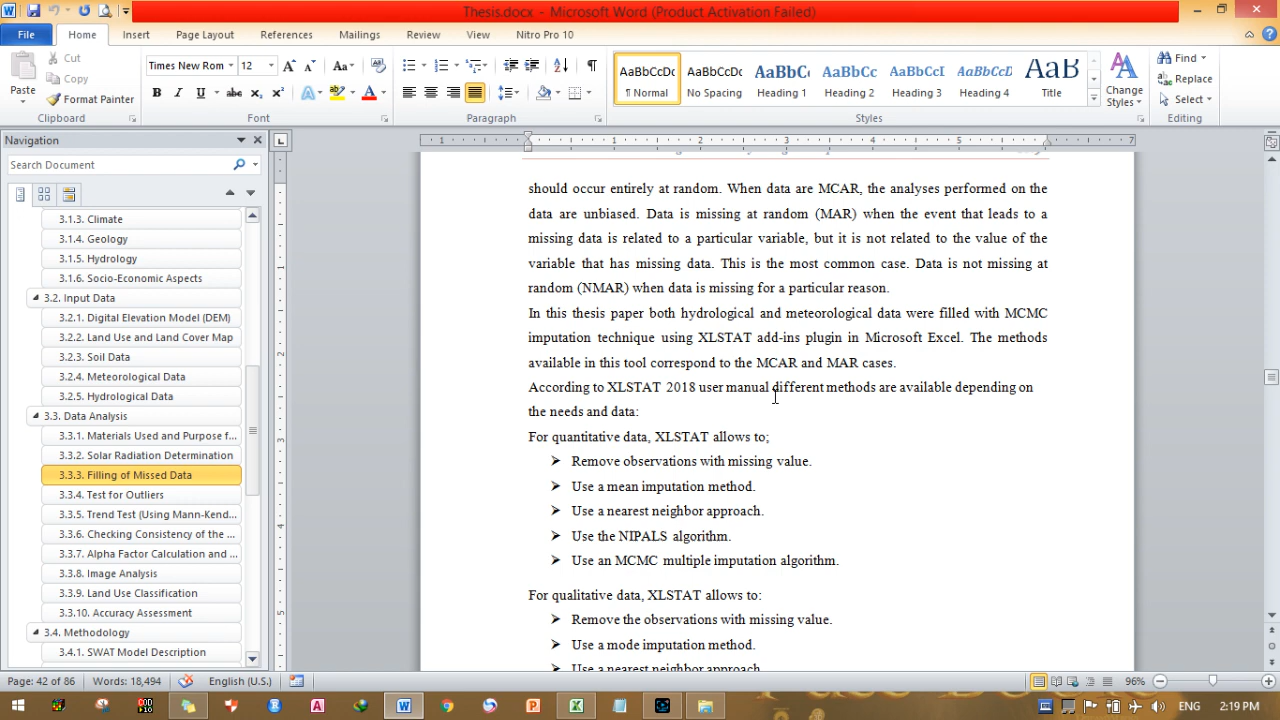 Thesis.docx - Microsoft Word (Product Activation Failed)
File Home Insert Page Layout References Mailings Review View Nitro Pro 10
Paste
Cut
Copy
Format Painter
Clipboard
Times New Rom 12
Font
Paragraph
AaBbCcDc ¶ Normal
AaBbCcDc No Spacing
AaBbC Heading 1
AaBbCc Heading 2
AaBbCcI Heading 3
AaBbCcI Heading 4
AaB Title
Change Styles
Styles
Find
Replace
Select
Editing
Navigation
Search Document
3.1.3. Climate
3.1.4. Geology
3.1.5. Hydrology
3.1.6. Socio-Economic Aspects
3.2. Input Data
3.2.1. Digital Elevation Model (DEM)
3.2.2. Land Use and Land Cover Map
3.2.3. Soil Data
3.2.4. Meteorological Data
3.2.5. Hydrological Data
3.3. Data Analysis
3.3.1. Materials Used and Purpose f...
3.3.2. Solar Radiation Determination
3.3.3. Filling of Missed Data
3.3.4. Test for Outliers
3.3.5. Trend Test (Using Mann-Kend...
3.3.6. Checking Consistency of the ...
3.3.7. Alpha Factor Calculation and ...
3.3.8. Image Analysis
3.3.9. Land Use Classification
3.3.10. Accuracy Assessment
3.4. Methodology
3.4.1. SWAT Model Description
1 1 2 3 4 5 7
1 2 3 4 5
should occur entirely at random. When data are MCAR, the analyses performed on the
data are unbiased. Data is missing at random (MAR) when the event that leads to a
missing data is related to a particular variable, but it is not related to the value of the
variable that has missing data. This is the most common case. Data is not missing at
random (NMAR) when data is missing for a particular reason.
In this thesis paper both hydrological and meteorological data were filled with MCMC
imputation technique using XLSTAT add-ins plugin in Microsoft Excel. The methods
available in this tool correspond to the MCAR and MAR cases.
According to XLSTAT 2018 user manual different methods are available depending on
the needs and data:
For quantitative data, XLSTAT allows to;
➢ Remove observations with missing value.
➢ Use a mean imputation method.
➢ Use a nearest neighbor approach.
➢ Use the NIPALS algorithm.
➢ Use an MCMC multiple imputation algorithm.
For qualitative data, XLSTAT allows to:
➢ Remove the observations with missing value.
➢ Use a mode imputation method.
➢ Use a nearest neighbor approach
Page: 42 of 86 Words: 18,494 English (U.S.) 96%
ENG 2:19 PM